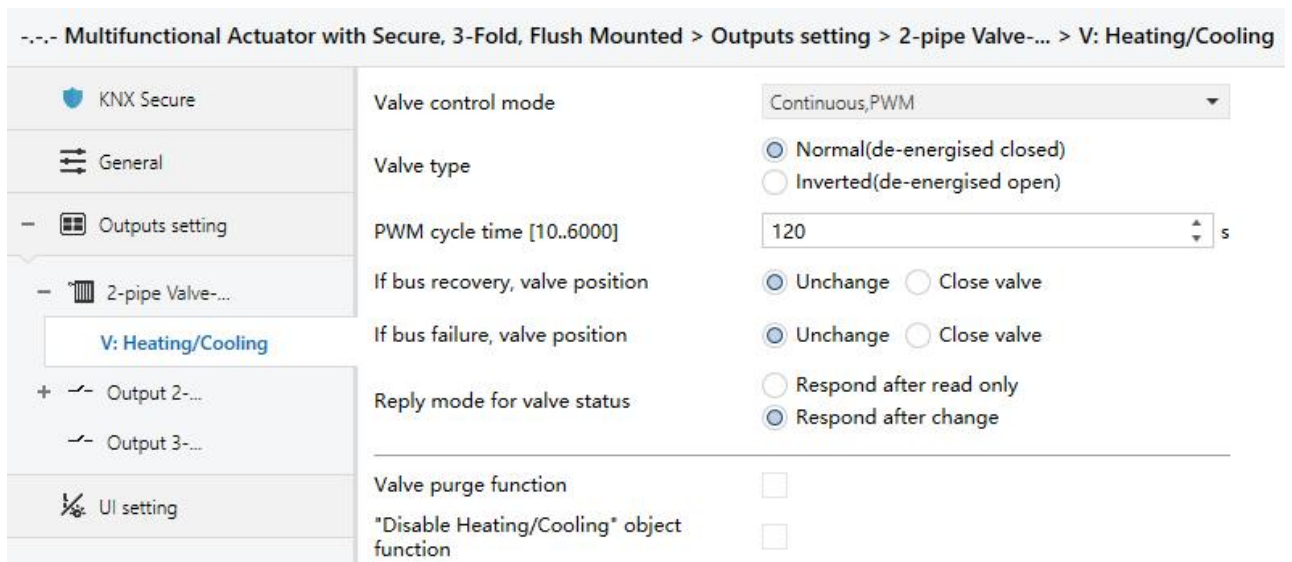 -.-.- Multifunctional Actuator with Secure, 3-Fold, Flush Mounted > Outputs setting > 2-pipe Valve-... > V: Heating/Cooling
KNX Secure
General
Outputs setting
2-pipe Valve-...
V: Heating/Cooling
Output 2-...
Output 3-...
UI setting
Valve control mode
Continuous,PWM
Valve type
Normal(de-energised closed)
Inverted(de-energised open)
PWM cycle time [10..6000]
120
s
If bus recovery, valve position
Unchange
Close valve
If bus failure, valve position
Unchange
Close valve
Reply mode for valve status
Respond after read only
Respond after change
Valve purge function
"Disable Heating/Cooling" object
function